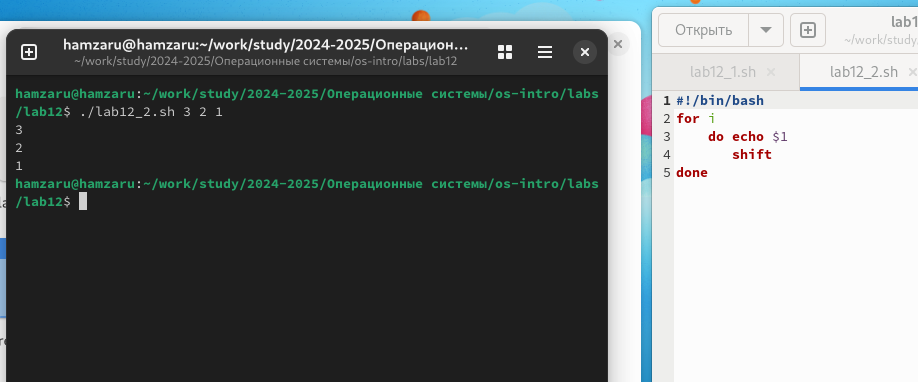 hamzaru@hamzaru:~/work/study/2024-2025/Операцион...
~/work/study/2024-2025/Операционные системы/os-intro/labs/lab12
hamzaru@hamzaru:~/work/study/2024-2025/Операционные системы/os-intro/labs
/lab12$ ./lab12_2.sh 3 2 1
3
2
1
hamzaru@hamzaru:~/work/study/2024-2025/Операционные системы/os-intro/labs
/lab12$
Открыть
lab1
~/work/stud
lab12_1.sh
lab12_2.sh
1 #!/bin/bash
2 for i
3 do echo $1
4 shift
5 done